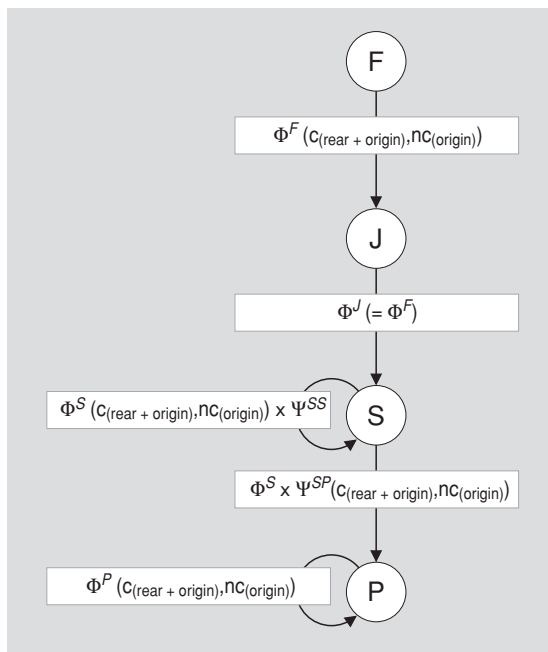 F
Φ^F (c_(rear + origin),nc_(origin))
J
Φ^J (= Φ^F)
Φ^S (c_(rear + origin),nc_(origin)) x Ψ^SS
S
Φ^S x Ψ^SP(c_(rear + origin),nc_(origin))
Φ^P (c_(rear + origin),nc_(origin))
P